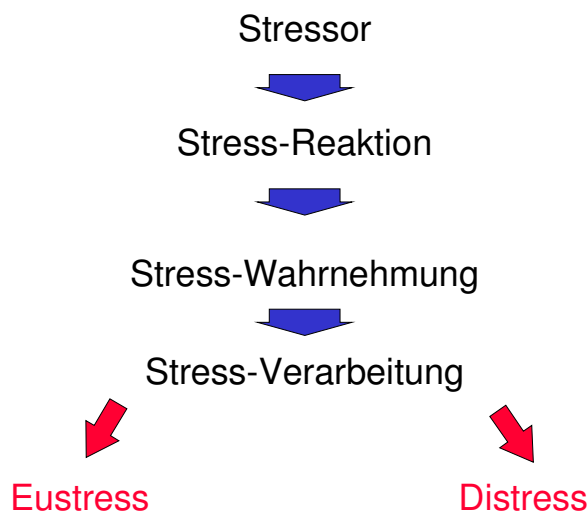 Stressor
Stress-Reaktion
Stress-Wahrnehmung
Stress-Verarbeitung
Eustress
Distress